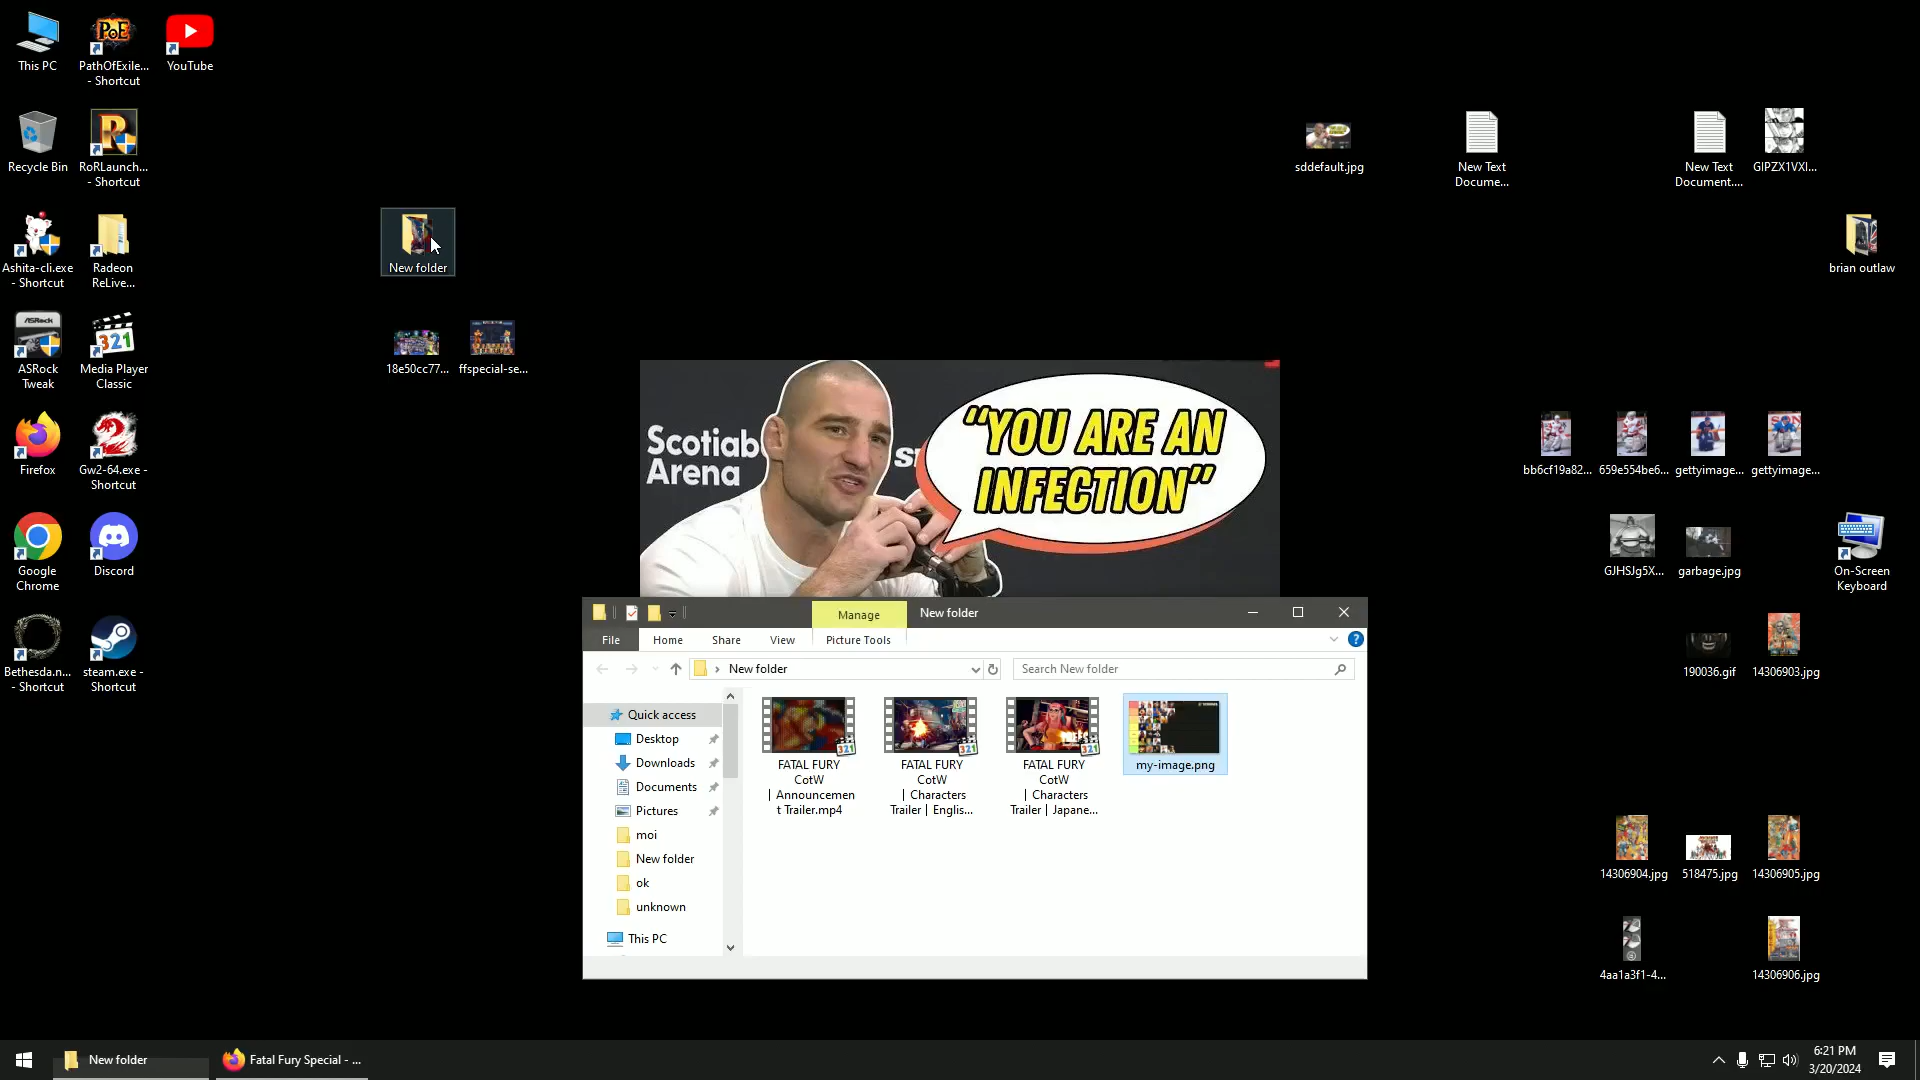 This PC
PathOfExile...
- Shortcut
YouTube
Recycle Bin
RoRLaunch...
- Shortcut
sddefault.jpg
New Text
Docume...
New Text
Document....
GIPZX1VXI...
Ashita-cli.exe
- Shortcut
Radeon
ReLive...
New folder
brian outlaw
ASRock
ASRock
Tweak
321
Media Player
Classic
18e50cc77...
ffspecial-se...
Firefox
Gw2-64.exe -
Shortcut
Scotiab
Arena
"YOU ARE AN
INFECTION"
bb6cf19a82...
659e554be6...
gettyimage...
gettyimage...
Google
Chrome
Discord
GJHSJg5X...
garbage.jpg
On-Screen
Keyboard
Bethesda.n...
- Shortcut
steam.exe -
Shortcut
190036.gif
14306903.jpg
Manage
New folder
File
Home
Share
View
Picture Tools
New folder
Search New folder
Quick access
Desktop
Downloads
Documents
Pictures
moi
New folder
ok
unknown
This PC
FATAL FURY
CotW
| Announcemen
t Trailer.mp4
FATAL FURY
CotW
| Characters
Trailer | Englis...
FATAL FURY
CotW
| Characters
Trailer | Japane...
my-image.png
14306904.jpg
518475.jpg
14306905.jpg
4aa1a3f1-4...
14306906.jpg
New folder
Fatal Fury Special - ...
6:21 PM
3/20/2024